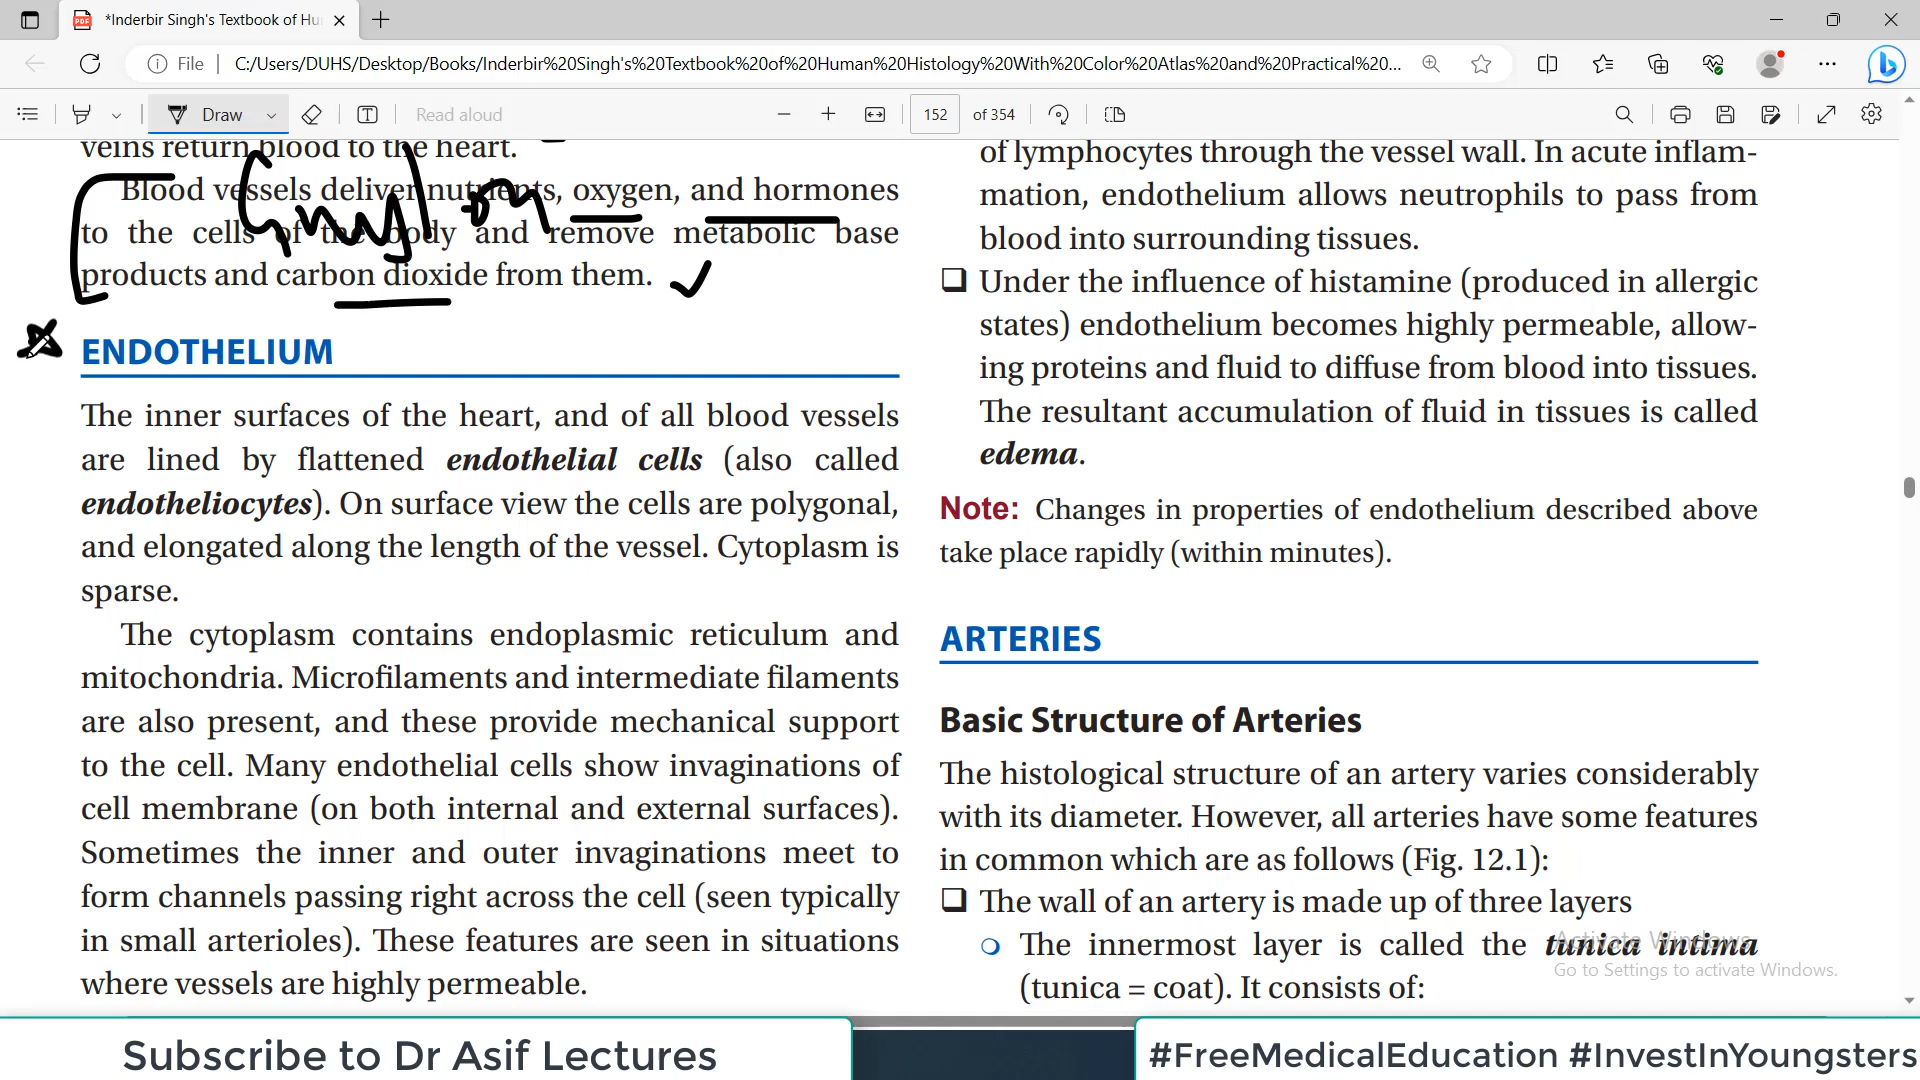 *Inderbir Singh's Textbook of Hu
File
C:/Users/DUHS/Desktop/Books/Inderbir%20Singh's%20Textbook%20of%20Human%20Histology%20With%20Color%20Atlas%20and%20Practical%20...
Draw
Read aloud
152 of 354
veins return blood to the heart.
Blood vessels deliver nutrients, oxygen, and hormones
to the cells of the body and remove metabolic base
products and carbon dioxide from them.
ENDOTHELIUM
The inner surfaces of the heart, and of all blood vessels
are lined by flattened endothelial cells (also called
endotheliocytes). On surface view the cells are polygonal,
and elongated along the length of the vessel. Cytoplasm is
sparse.
The cytoplasm contains endoplasmic reticulum and
mitochondria. Microfilaments and intermediate filaments
are also present, and these provide mechanical support
to the cell. Many endothelial cells show invaginations of
cell membrane (on both internal and external surfaces).
Sometimes the inner and outer invaginations meet to
form channels passing right across the cell (seen typically
in small arterioles). These features are seen in situations
where vessels are highly permeable.
of lymphocytes through the vessel wall. In acute inflam-
mation, endothelium allows neutrophils to pass from
blood into surrounding tissues.
❑ Under the influence of histamine (produced in allergic
states) endothelium becomes highly permeable, allow-
ing proteins and fluid to diffuse from blood into tissues.
The resultant accumulation of fluid in tissues is called
edema.
Note: Changes in properties of endothelium described above
take place rapidly (within minutes).
ARTERIES
Basic Structure of Arteries
The histological structure of an artery varies considerably
with its diameter. However, all arteries have some features
in common which are as follows (Fig. 12.1):
❑ The wall of an artery is made up of three layers
○ The innermost layer is called the tunica intima
(tunica = coat). It consists of:
Activate Windows
Go to Settings to activate Windows.
Subscribe to Dr Asif Lectures
#FreeMedicalEducation #InvestInYoungsters